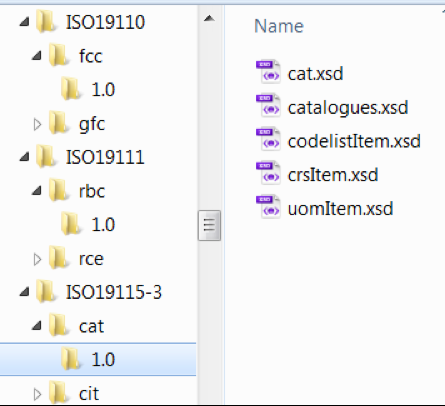 ISO19110
fcc
1.0
gfc
ISO19111
rbc
1.0
rce
ISO19115-3
cat
1.0
cit
Name
cat.xsd
catalogues.xsd
codelistItem.xsd
crsItem.xsd
uomItem.xsd